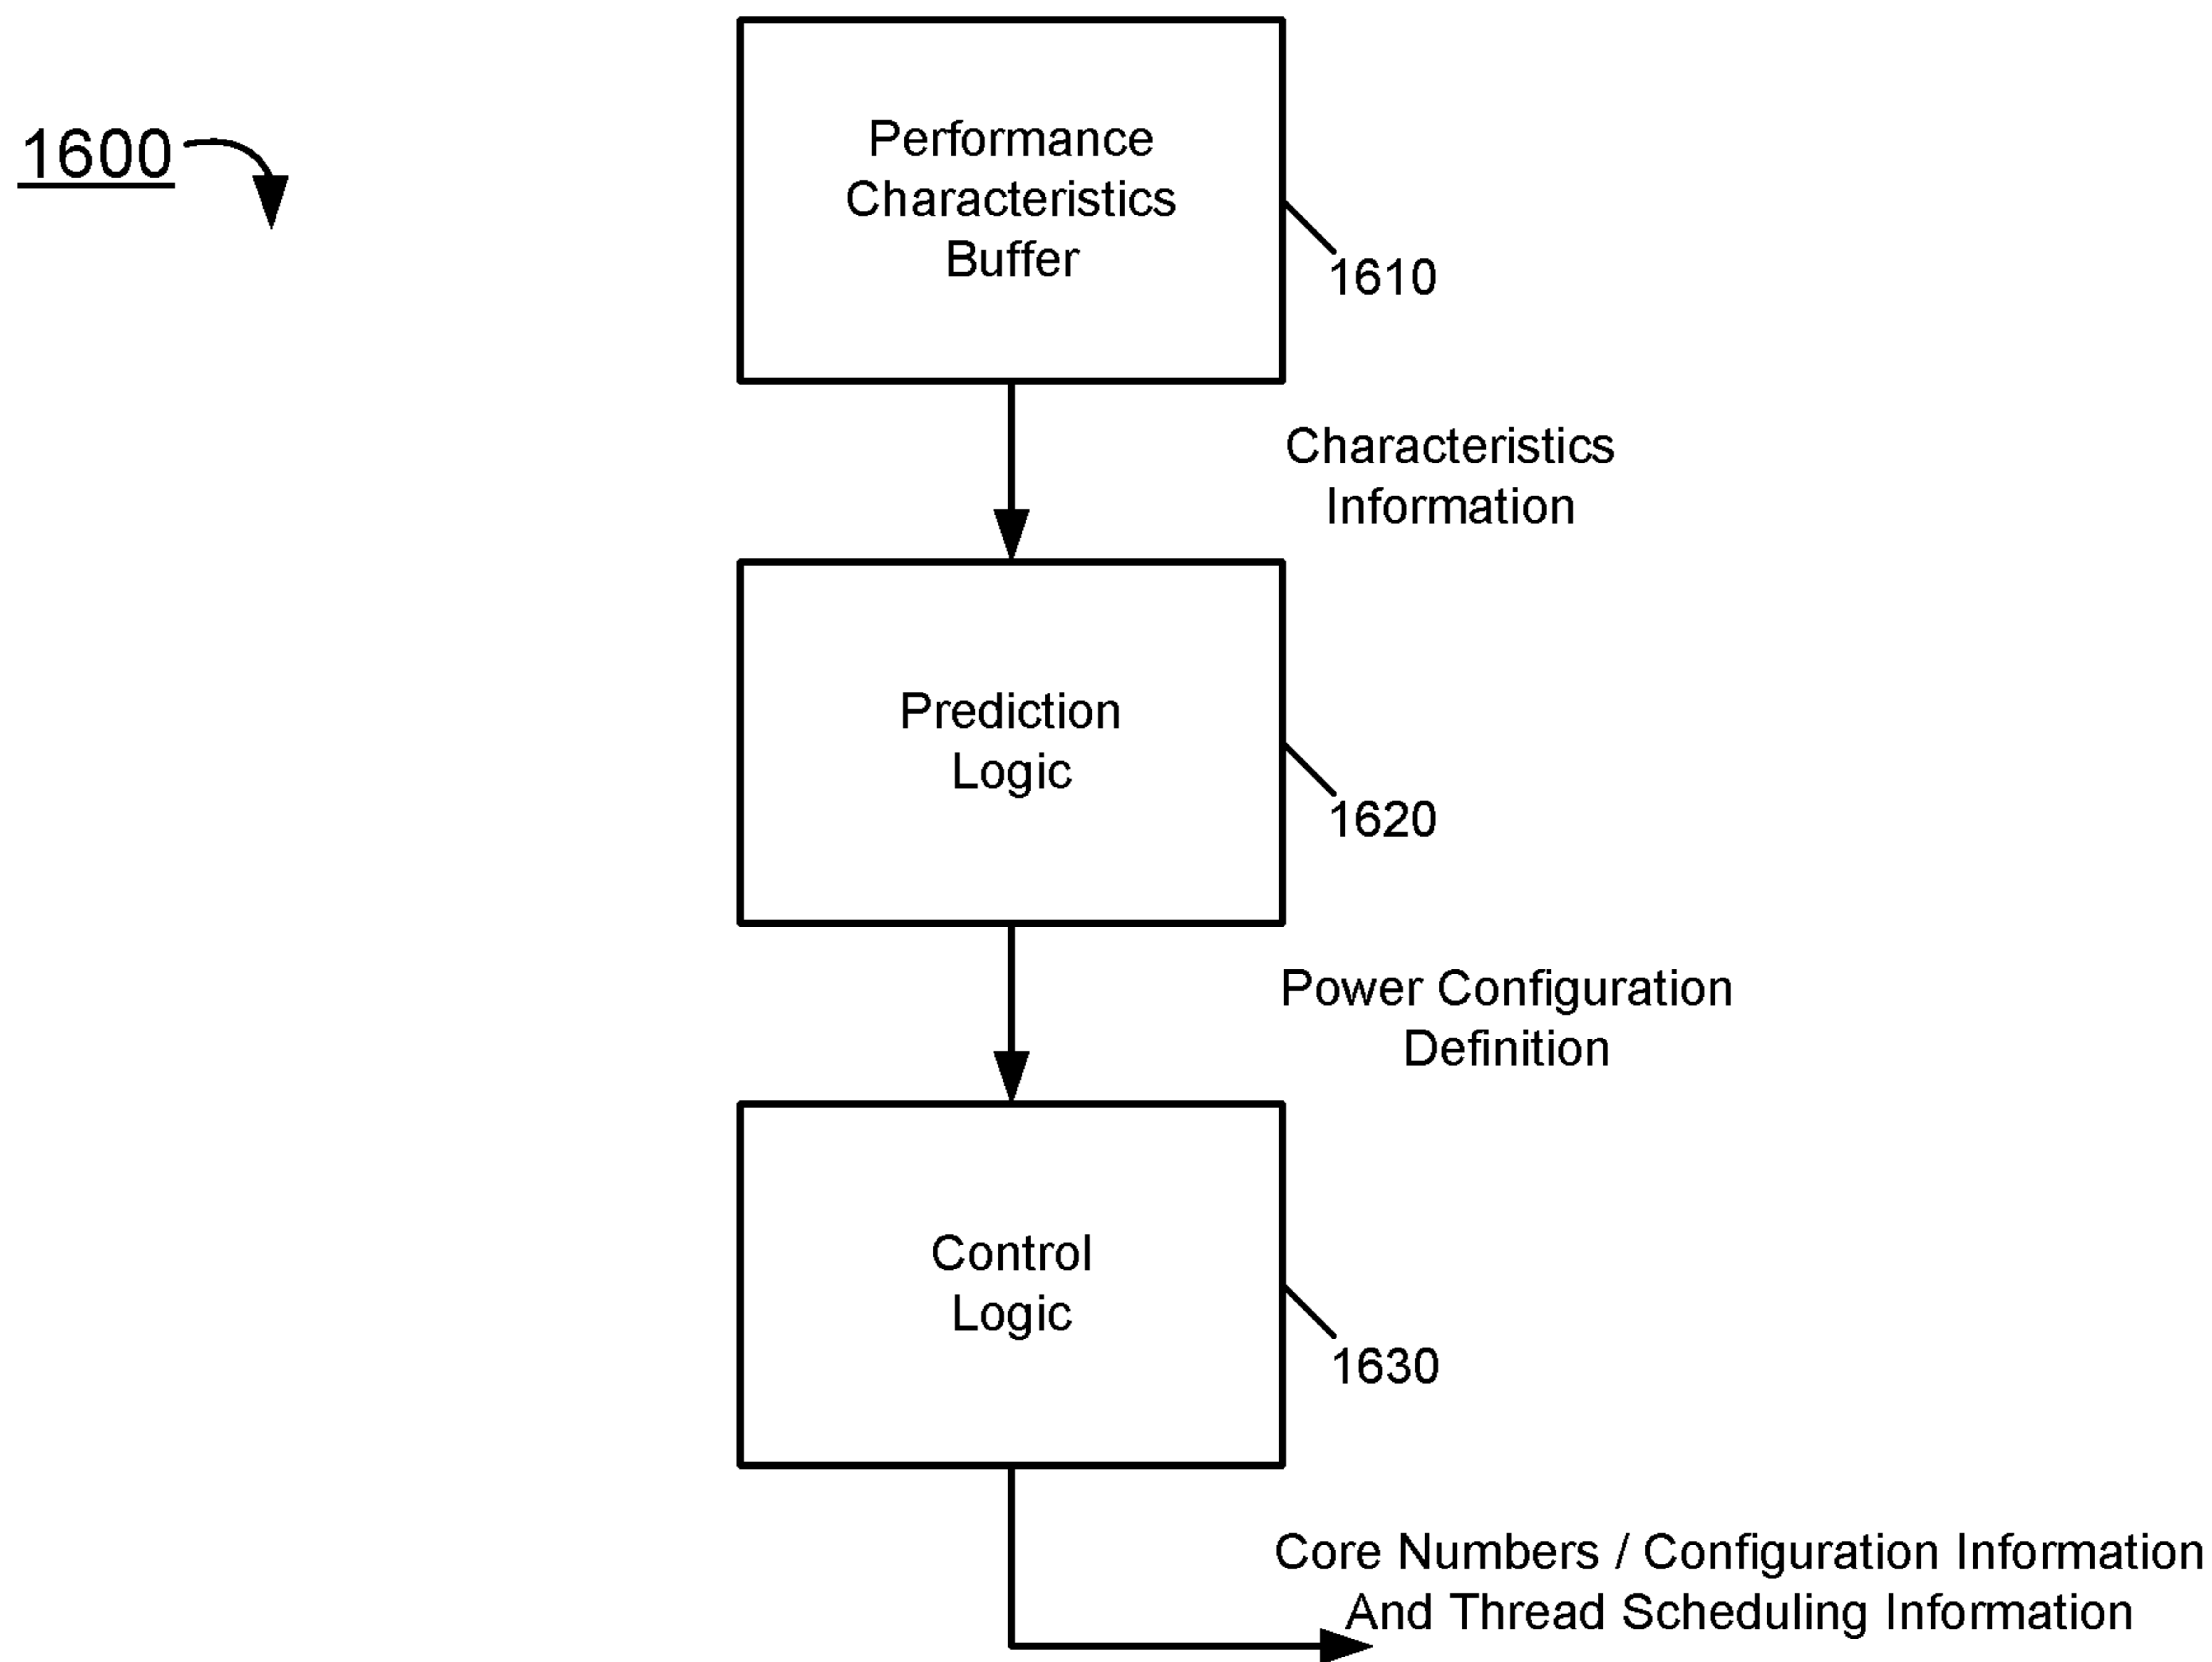 1600
Performance
Characteristics
Buffer
1610
Characteristics
Information
Prediction
Logic
1620
Power Configuration
Definition
Control
Logic
1630
Core Numbers / Configuration Information
And Thread Scheduling Information